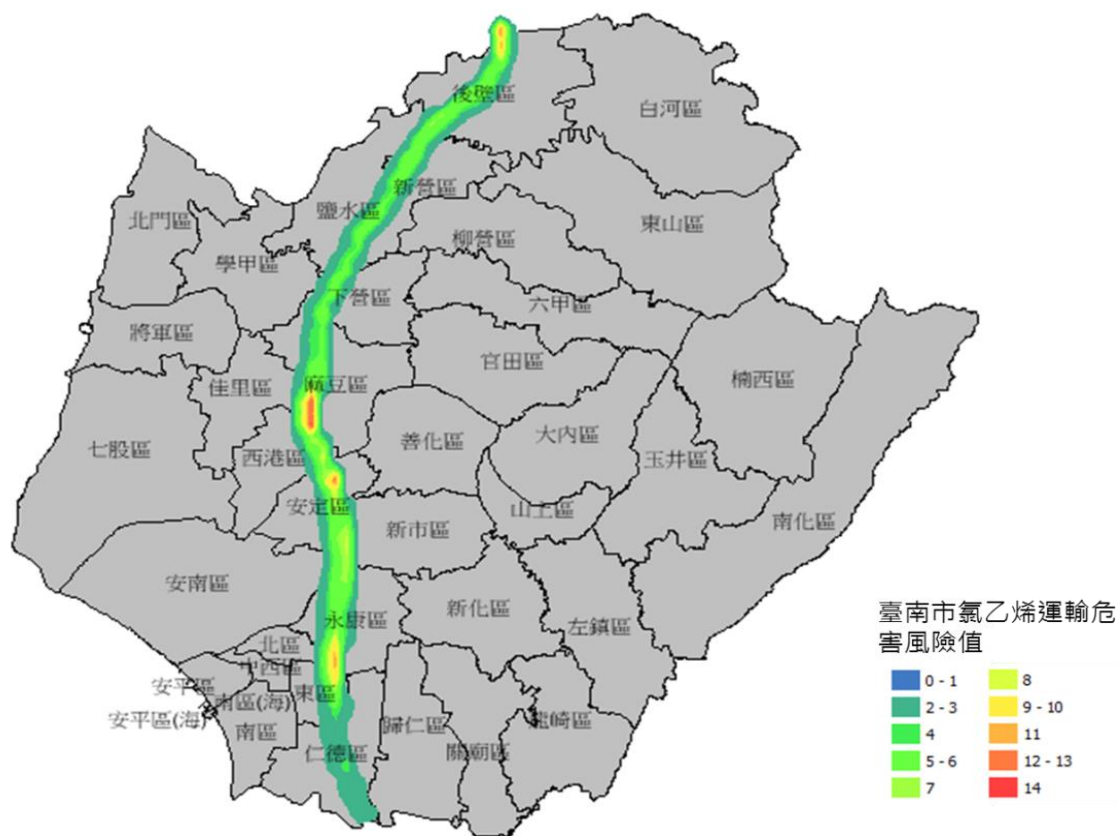 後壁區
白河區
新營區
鹽水區
北門區
柳營區
東山區
學甲區
下營區
六甲區
將軍區
官田區
楠西區
佳里區
麻豆區
七股區
善化區
大內區
西港區
玉井區
安定區
山上區
新市區
南化區
安南區
新化區
永康區
左鎮區
北區
中西區
安平區
東區
南區(海)
安平區(海)
歸仁區
龍崎區
南區
仁德區
關廟區
臺南市氯乙烯運輸危
害風險值
0 - 1
2 - 3
4
5 - 6
7
8
9 - 10
11
12 - 13
14